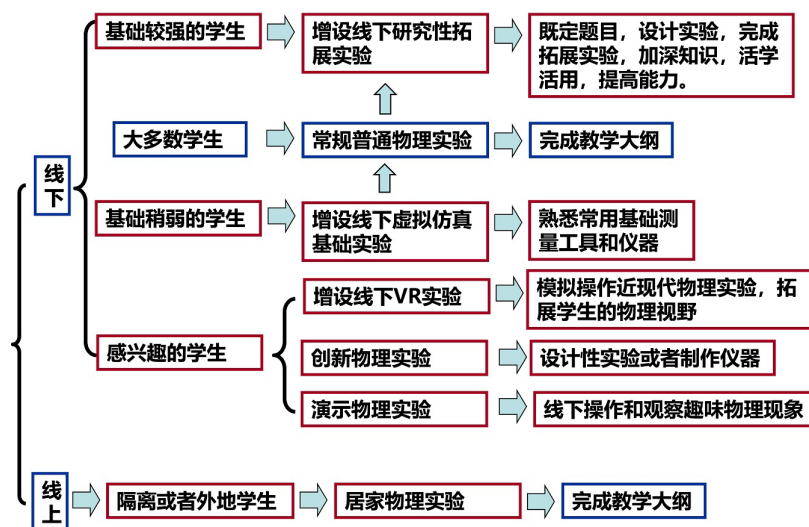 线
下
基础较强的学生
增设线下研究性拓
展实验
既定题目，设计实验，完成
拓展实验，加深知识，活学
活用，提高能力。
大多数学生
常规普通物理实验
完成教学大纲
基础稍弱的学生
增设线下虚拟仿真
基础实验
熟悉常用基础测
量工具和仪器
感兴趣的学生
增设线下VR实验
模拟操作近现代物理实验，拓
展学生的物理视野
创新物理实验
设计性实验或者制作仪器
演示物理实验
线下操作和观察趣味物理现象
线
上
隔离或者外地学生
居家物理实验
完成教学大纲